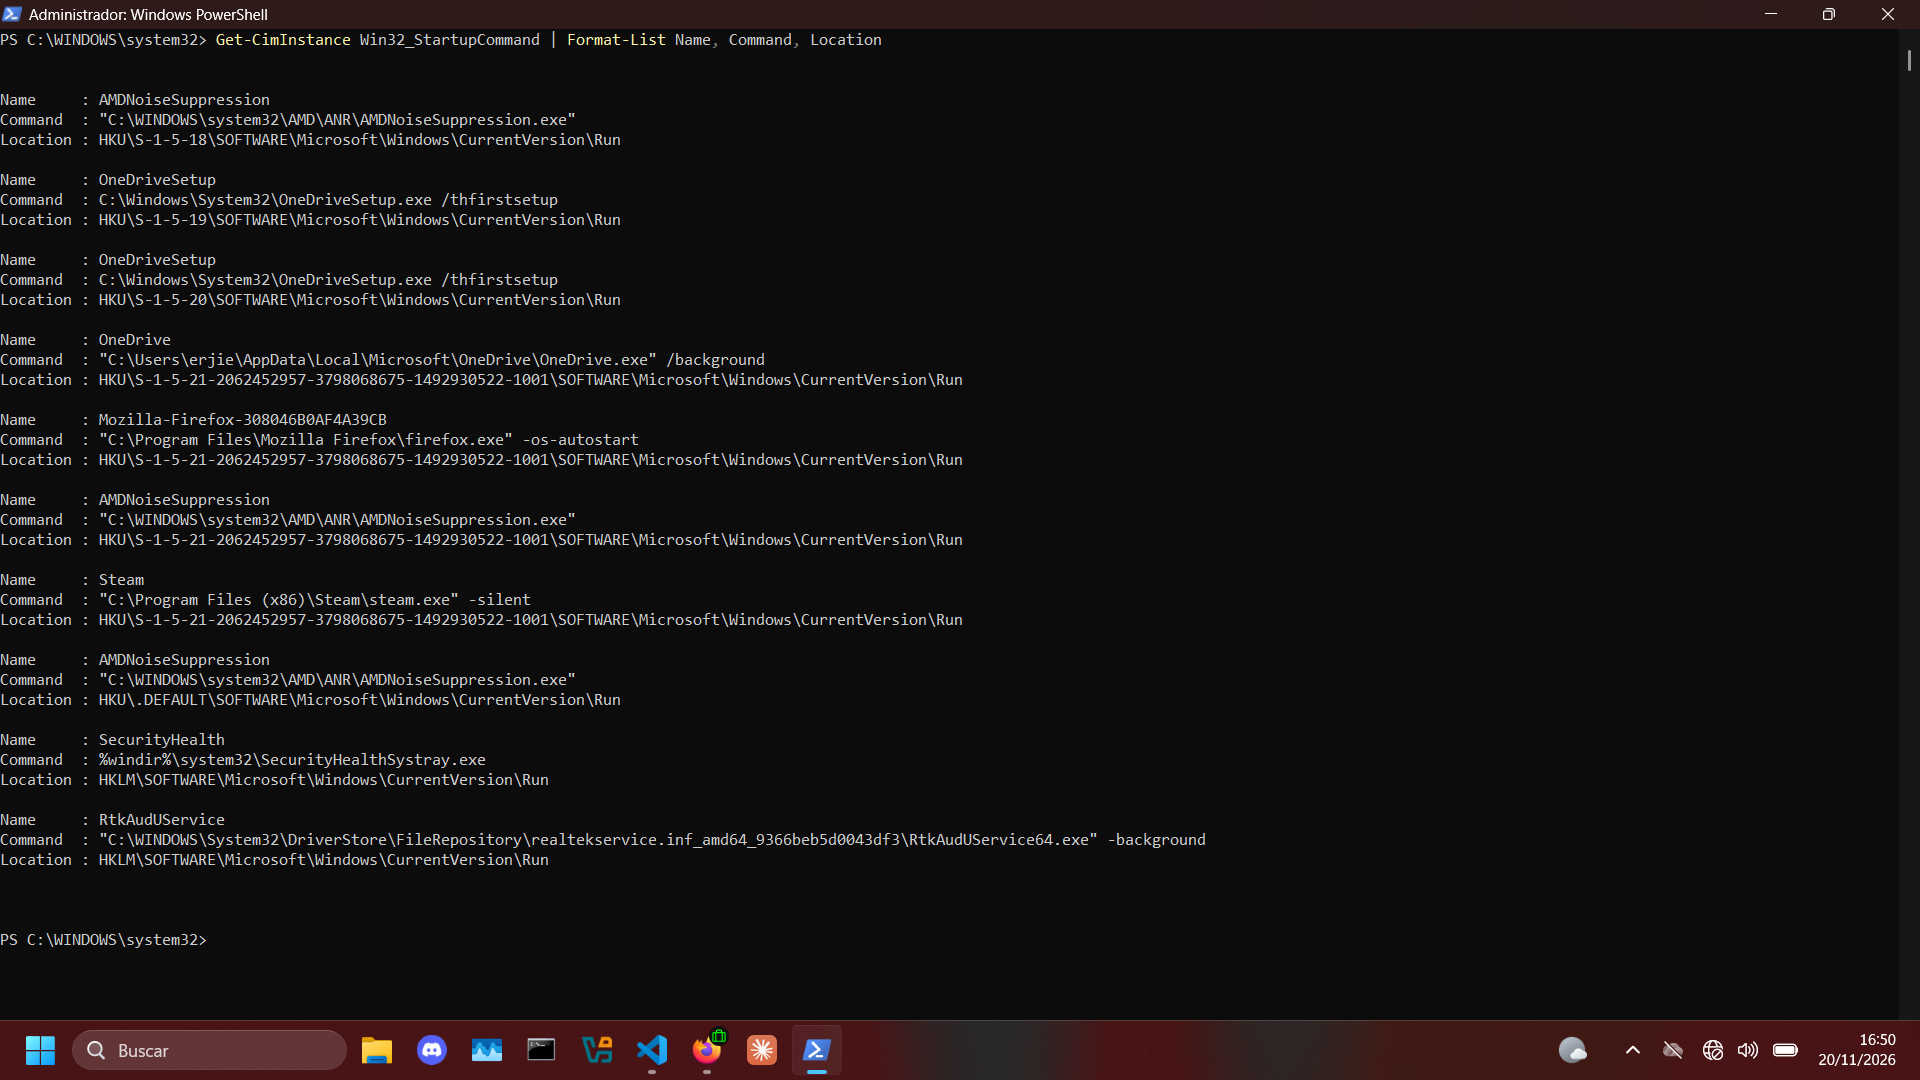 Administrador: Windows PowerShell
PS C:\WINDOWS\system32> Get-CimInstance Win32_StartupCommand | Format-List Name, Command, Location
Name     : AMDNoiseSuppression
Command  : "C:\WINDOWS\system32\AMD\ANR\AMDNoiseSuppression.exe"
Location : HKU\S-1-5-18\SOFTWARE\Microsoft\Windows\CurrentVersion\Run
Name     : OneDriveSetup
Command  : C:\Windows\System32\OneDriveSetup.exe /thfirstsetup
Location : HKU\S-1-5-19\SOFTWARE\Microsoft\Windows\CurrentVersion\Run
Name     : OneDriveSetup
Command  : C:\Windows\System32\OneDriveSetup.exe /thfirstsetup
Location : HKU\S-1-5-20\SOFTWARE\Microsoft\Windows\CurrentVersion\Run
Name     : OneDrive
Command  : "C:\Users\erjie\AppData\Local\Microsoft\OneDrive\OneDrive.exe" /background
Location : HKU\S-1-5-21-2062452957-3798068675-1492930522-1001\SOFTWARE\Microsoft\Windows\CurrentVersion\Run
Name     : Mozilla-Firefox-308046B0AF4A39CB
Command  : "C:\Program Files\Mozilla Firefox\firefox.exe" -os-autostart
Location : HKU\S-1-5-21-2062452957-3798068675-1492930522-1001\SOFTWARE\Microsoft\Windows\CurrentVersion\Run
Name     : AMDNoiseSuppression
Command  : "C:\WINDOWS\system32\AMD\ANR\AMDNoiseSuppression.exe"
Location : HKU\S-1-5-21-2062452957-3798068675-1492930522-1001\SOFTWARE\Microsoft\Windows\CurrentVersion\Run
Name     : Steam
Command  : "C:\Program Files (x86)\Steam\steam.exe" -silent
Location : HKU\S-1-5-21-2062452957-3798068675-1492930522-1001\SOFTWARE\Microsoft\Windows\CurrentVersion\Run
Name     : AMDNoiseSuppression
Command  : "C:\WINDOWS\system32\AMD\ANR\AMDNoiseSuppression.exe"
Location : HKU\.DEFAULT\SOFTWARE\Microsoft\Windows\CurrentVersion\Run
Name     : SecurityHealth
Command  : %windir%\system32\SecurityHealthSystray.exe
Location : HKLM\SOFTWARE\Microsoft\Windows\CurrentVersion\Run
Name     : RtkAudUService
Command  : "C:\WINDOWS\System32\DriverStore\FileRepository\realtekservice.inf_amd64_9366beb5d0043df3\RtkAudUService64.exe" -background
Location : HKLM\SOFTWARE\Microsoft\Windows\CurrentVersion\Run
PS C:\WINDOWS\system32>
Buscar
16:50
20/11/2026